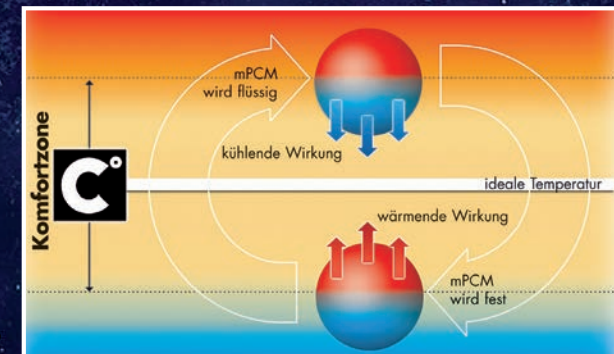 mPCM
wird flüssig
kühlende Wirkung
Komfortzone
C°
ideale Temperatur
wärmende Wirkung
mPCM
wird fest